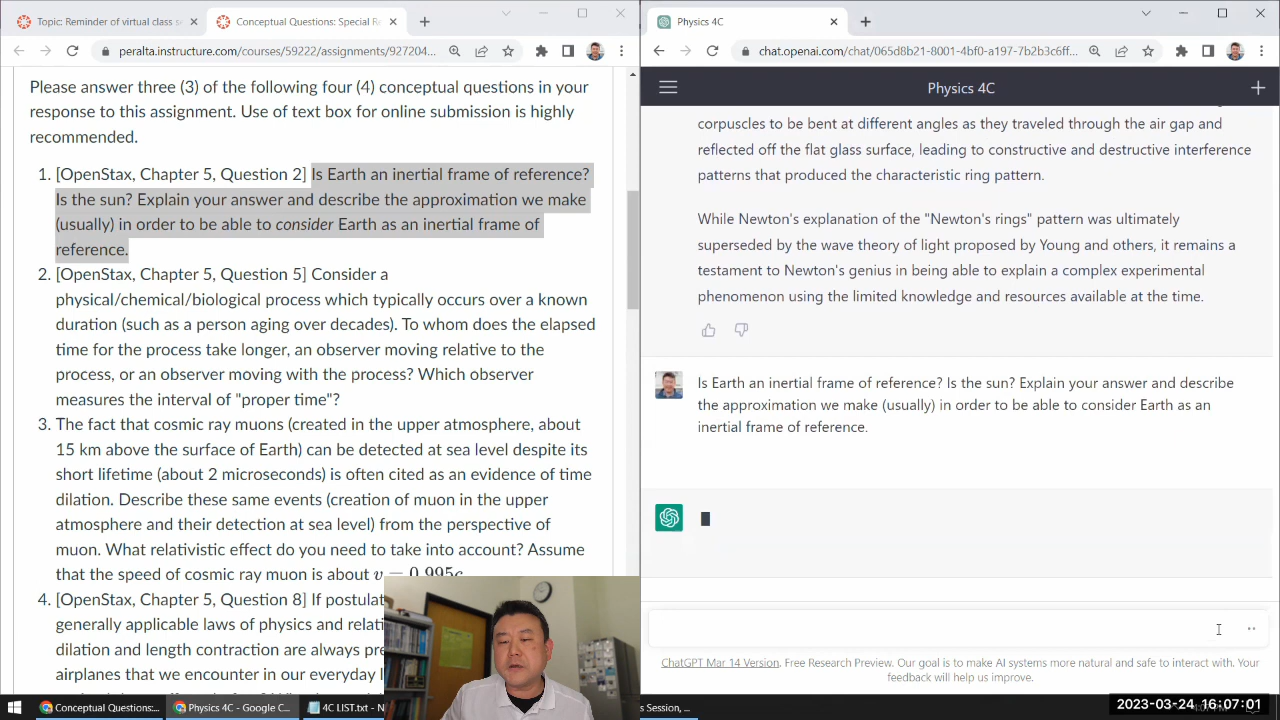 Topic: Reminder of virtual class se
Conceptual Questions: Special Re
peralta.instructure.com/courses/59222/assignments/927204...
Please answer three (3) of the following four (4) conceptual questions in your
response to this assignment. Use of text box for online submission is highly
recommended.
1. [OpenStax, Chapter 5, Question 2] Is Earth an inertial frame of reference?
Is the sun? Explain your answer and describe the approximation we make
(usually) in order to be able to consider Earth as an inertial frame of
reference.
2. [OpenStax, Chapter 5, Question 5] Consider a
physical/chemical/biological process which typically occurs over a known
duration (such as a person aging over decades). To whom does the elapsed
time for the process take longer, an observer moving relative to the
process, or an observer moving with the process? Which observer
measures the interval of "proper time"?
3. The fact that cosmic ray muons (created in the upper atmosphere, about
15 km above the surface of Earth) can be detected at sea level despite its
short lifetime (about 2 microseconds) is often cited as an evidence of time
dilation. Describe these same events (creation of muon in the upper
atmosphere and their detection at sea level) from the perspective of
muon. What relativistic effect do you need to take into account? Assume
that the speed of cosmic ray muon is about v = 0.995c
4. [OpenStax, Chapter 5, Question 8] If postulat
generally applicable laws of physics and relati
dilation and length contraction are always pre
airplanes that we encounter in our everyday l
Physics 4C
chat.openai.com/chat/065d8b21-8001-4bf0-a197-7b2b3c6ff...
Physics 4C
corpuscles to be bent at different angles as they traveled through the air gap and
reflected off the flat glass surface, leading to constructive and destructive interference
patterns that produced the characteristic ring pattern.
While Newton's explanation of the "Newton's rings" pattern was ultimately
superseded by the wave theory of light proposed by Young and others, it remains a
testament to Newton's genius in being able to explain a complex experimental
phenomenon using the limited knowledge and resources available at the time.
Is Earth an inertial frame of reference? Is the sun? Explain your answer and describe
the approximation we make (usually) in order to be able to consider Earth as an
inertial frame of reference.
ChatGPT Mar 14 Version. Free Research Preview. Our goal is to make AI systems more natural and safe to interact with. Your
feedback will help us improve.
Conceptual Questions:...
Physics 4C - Google C...
4C LIST.txt - N
s Session, ...
2023-03-24 16:07:01